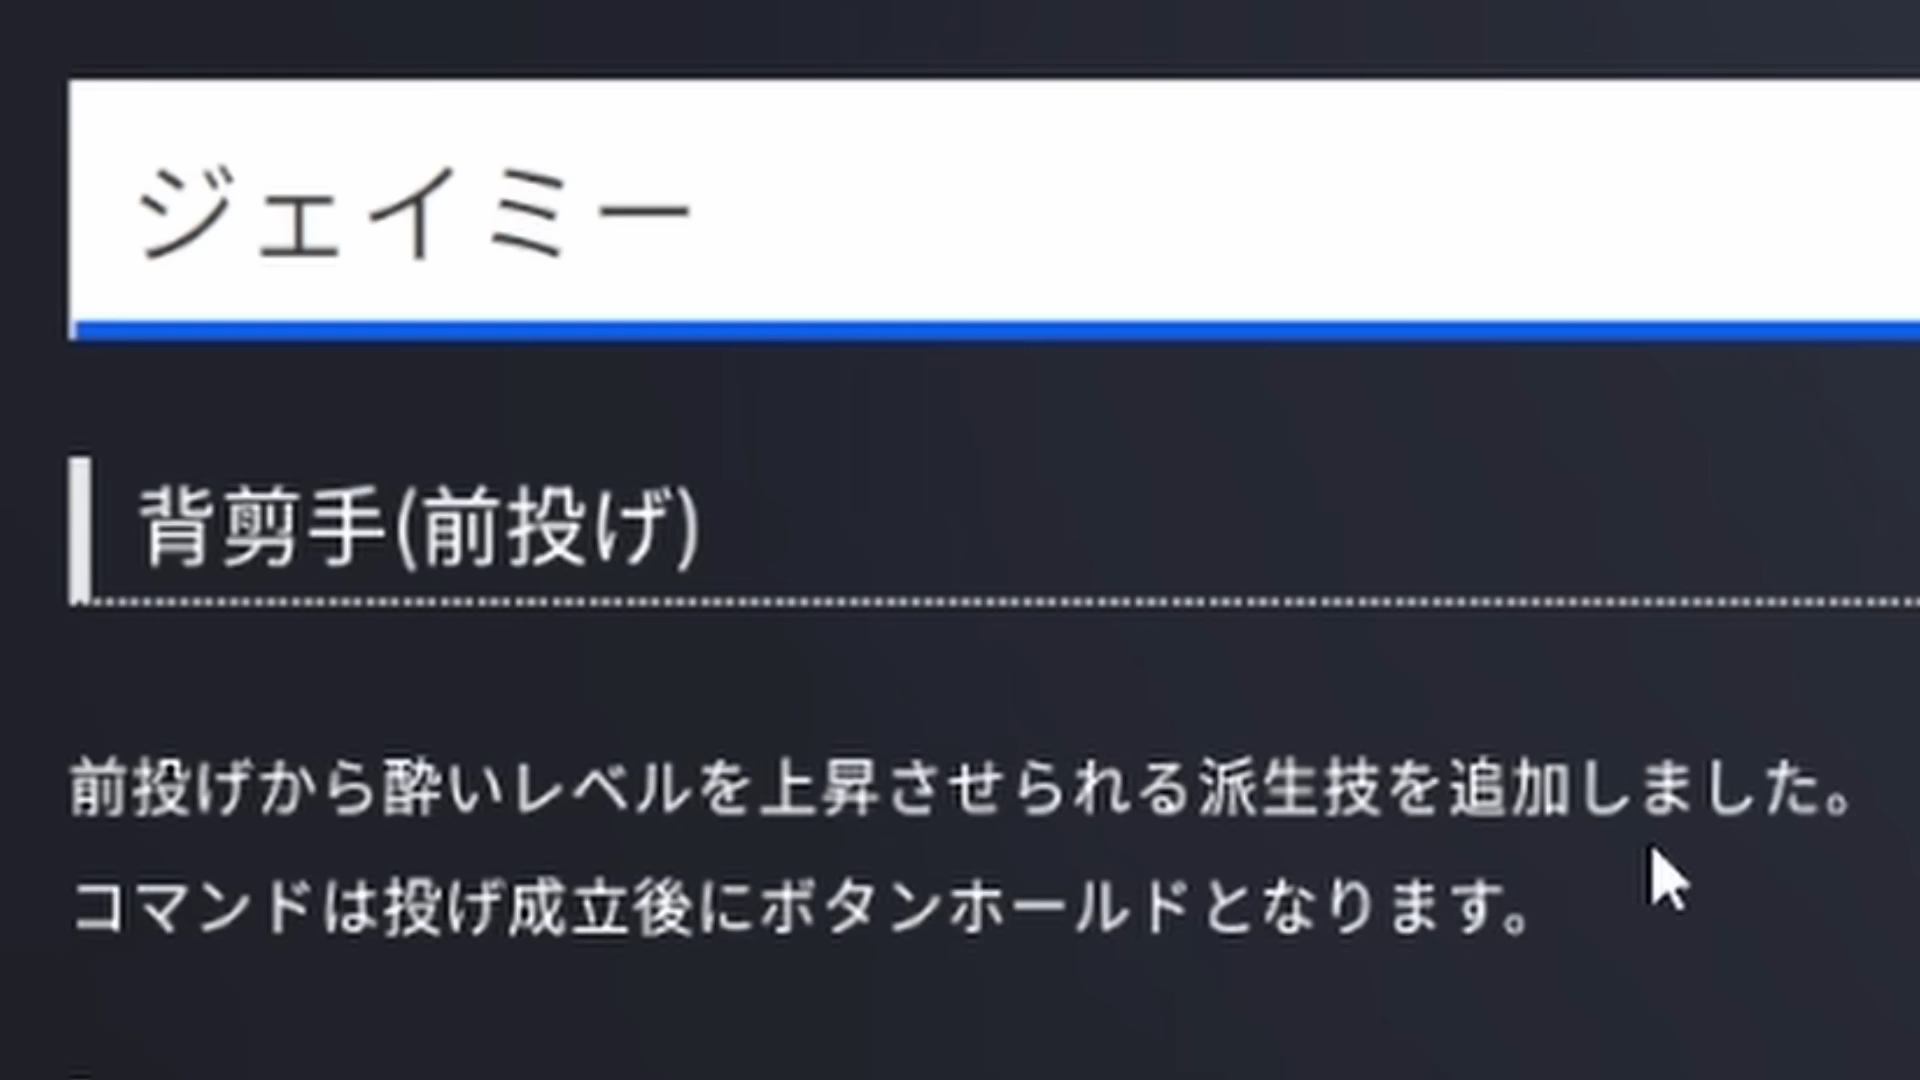 ジェイミー
背剪手(前投げ)
前投げから酔いレベルを上昇させられる派生技を追加しました。
コマンドは投げ成立後にボタンホールドとなります。